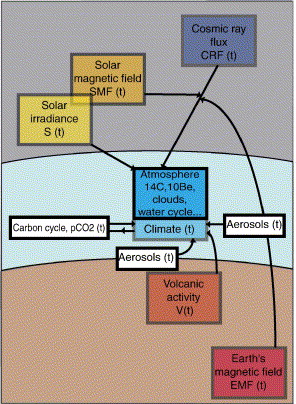 Cosmic ray
flux
CRF (t)
Solar
magnetic field
SMF (t)
Solar
irradiance
S (t)
Atmosphere
14C,10Be,
clouds,
water cycle...
Climate (t)
Carbon cycle, pCO2 (t)
Aerosols (t)
Aerosols (t)
Volcanic
activity
V(t)
Earth's
magnetic field
EMF (t)